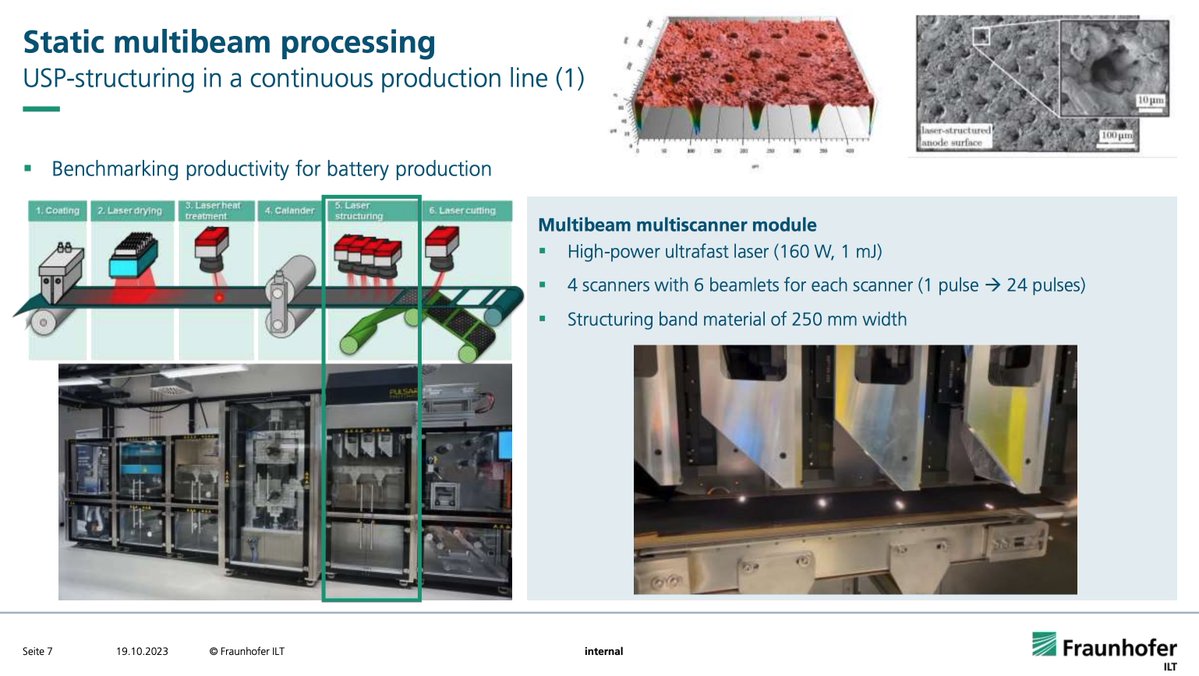 Static multibeam processing
USP-structuring in a continuous production line (1)
▪ Benchmarking productivity for battery production
laser-structured
anode surface
10 µm
100 µm
1. Coating
2. Laser drying
3. Laser heat
treatment
4. Calander
5. Laser
structuring
6. Laser cutting
Multibeam multiscanner module
▪ High-power ultrafast laser (160 W, 1 mJ)
▪ 4 scanners with 6 beamlets for each scanner (1 pulse → 24 pulses)
▪ Structuring band material of 250 mm width
Seite 7
19.10.2023
© Fraunhofer ILT
internal
Fraunhofer
ILT